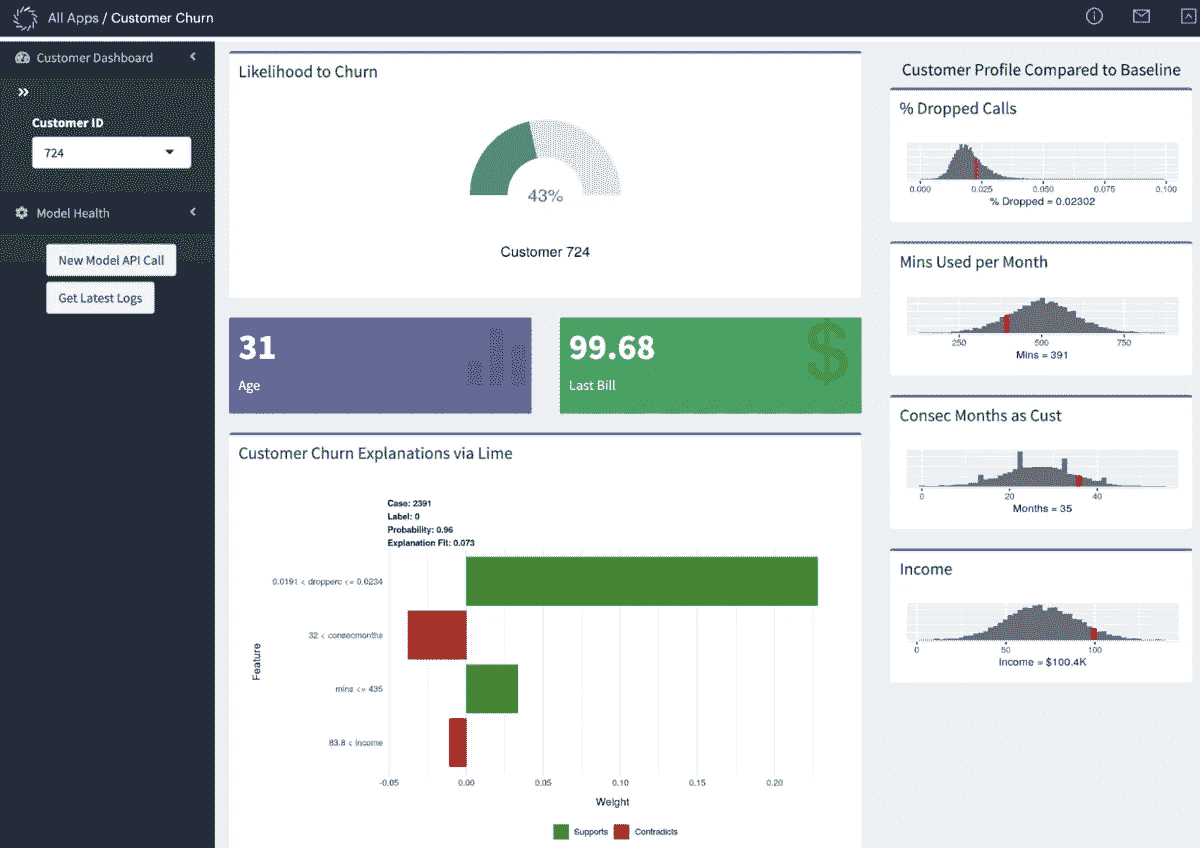 All Apps / Customer Churn
Customer Dashboard
Customer ID
724
Model Health
New Model API Call
Get Latest Logs
Likelihood to Churn
43%
Customer 724
31
Age
99.68
Last Bill
$
Customer Churn Explanations via Lime
Case: 2391
Label: 0
Probability: 0.96
Explanation Fit: 0.073
Feature
0.0191 < dropperc <= 0.0234
32 < consecmonths
mins <= 435
83.8 < income
-0.05 0.00 0.05 0.10 0.15 0.20
Weight
Supports Contradicts
Customer Profile Compared to Baseline
% Dropped Calls
0.000 0.025 0.050 0.075 0.100
% Dropped = 0.02302
Mins Used per Month
250 500 750
Mins = 391
Consec Months as Cust
0 20 40
Months = 35
Income
0 50 100
Income = $100.4K